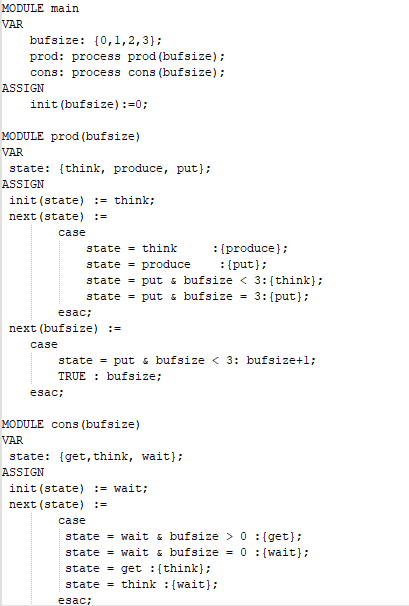 MODULE main
VAR
    bufsize: {0,1,2,3};
    prod: process prod(bufsize);
    cons: process cons(bufsize);
ASSIGN
    init(bufsize):=0;

MODULE prod(bufsize)
VAR
 state: {think, produce, put};
ASSIGN
 init(state) := think;
 next(state) :=
        case
            state = think     :{produce};
            state = produce    :{put};
            state = put & bufsize < 3:{think};
            state = put & bufsize = 3:{put};
        esac;
 next(bufsize) :=
    case
        state = put & bufsize < 3: bufsize+1;
        TRUE : bufsize;
    esac;

MODULE cons(bufsize)
VAR
 state: {get,think, wait};
ASSIGN
 init(state) := wait;
 next(state) :=
        case
         state = wait & bufsize > 0 :{get};
         state = wait & bufsize = 0 :{wait};
         state = get :{think};
         state = think :{wait};
        esac;